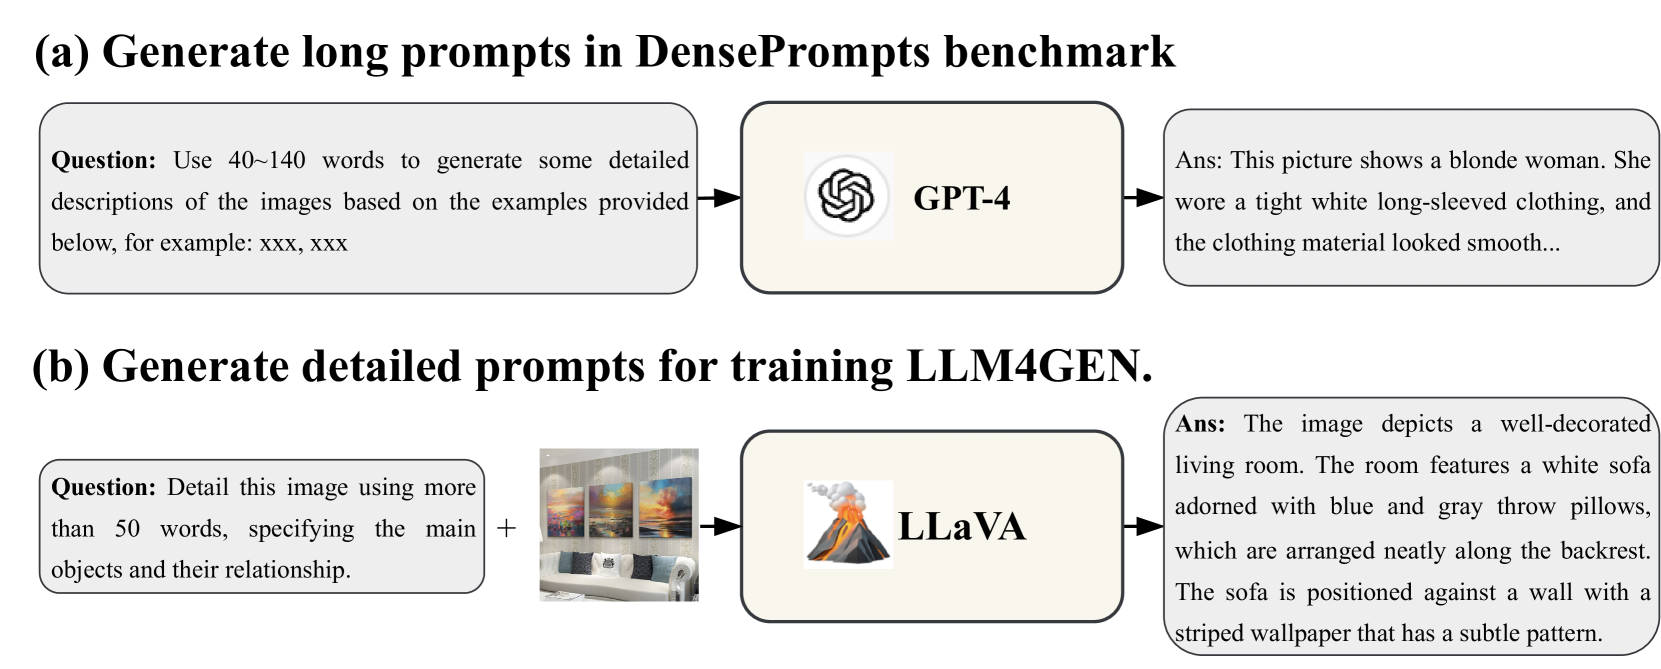 (a) Generate long prompts in DensePrompts benchmark
Question: Use 40~140 words to generate some detailed
descriptions of the images based on the examples provided
below, for example: xxx, xxx
GPT-4
Ans: This picture shows a blonde woman. She
wore a tight white long-sleeved clothing, and
the clothing material looked smooth...
(b) Generate detailed prompts for training LLM4GEN.
Question: Detail this image using more
than 50 words, specifying the main
objects and their relationship.
+
LLaVA
Ans: The image depicts a well-decorated
living room. The room features a white sofa
adorned with blue and gray throw pillows,
which are arranged neatly along the backrest.
The sofa is positioned against a wall with a
striped wallpaper that has a subtle pattern.